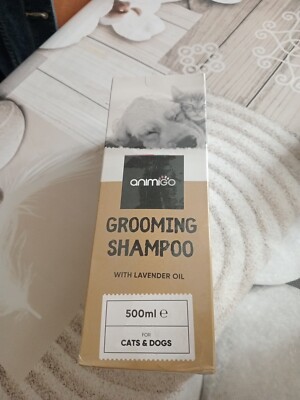 animigo
GROOMING
SHAMPOO
WITH LAVENDER OIL
500ml ℮
FOR
CATS & DOGS